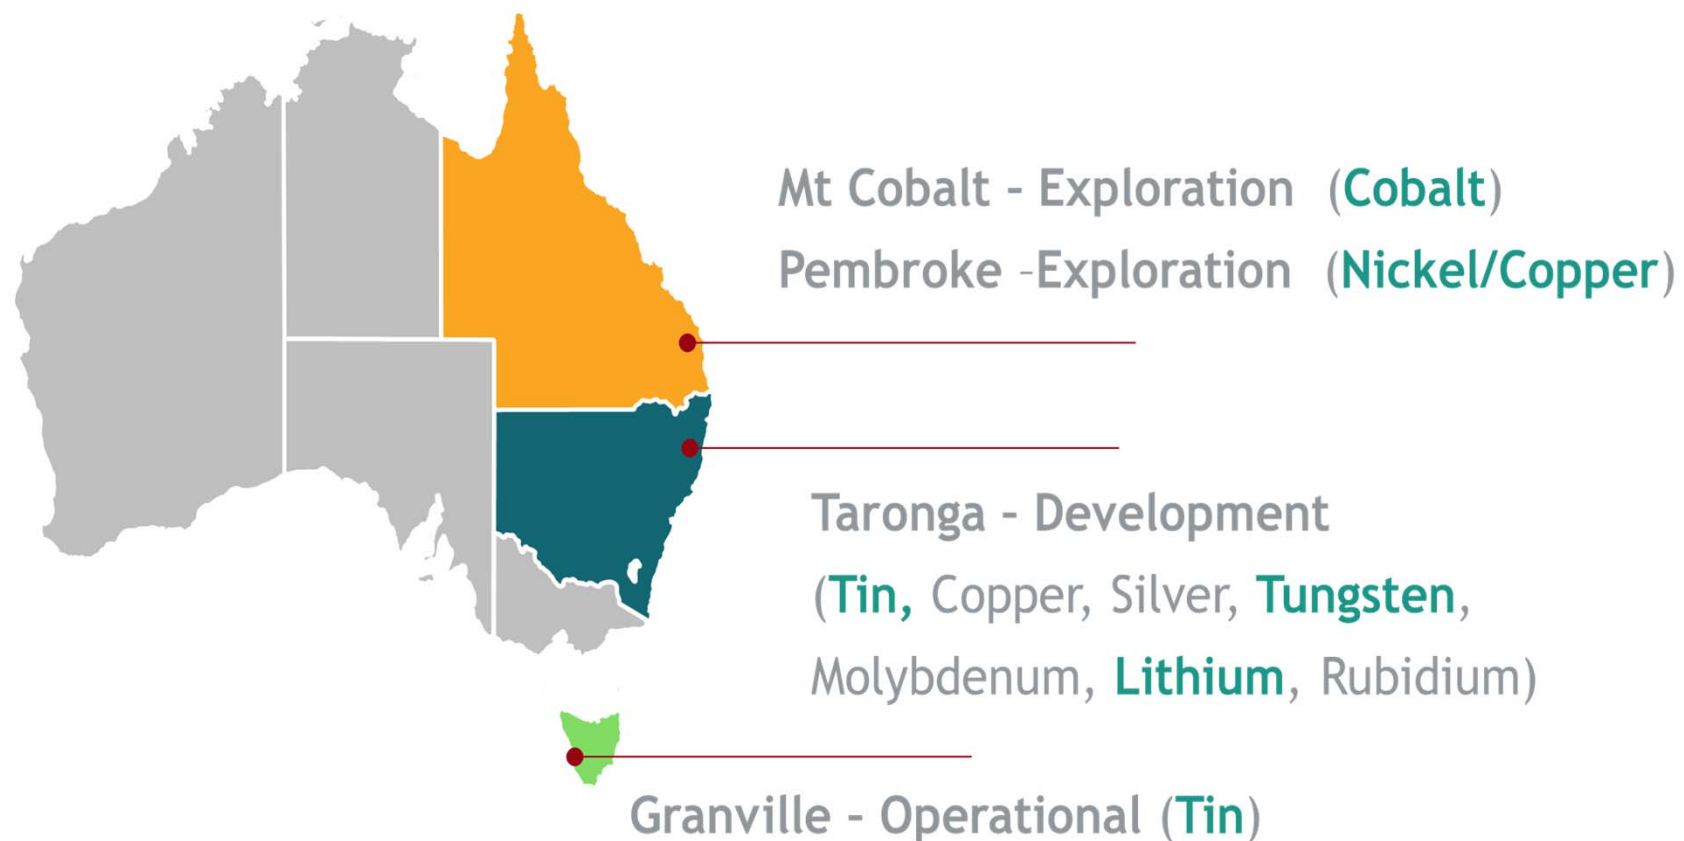 Mt Cobalt – Exploration (Cobalt)
Pembroke –Exploration (Nickel/Copper)
Taronga – Development
(Tin, Copper, Silver, Tungsten,
Molybdenum, Lithium, Rubidium)
Granville – Operational (Tin)